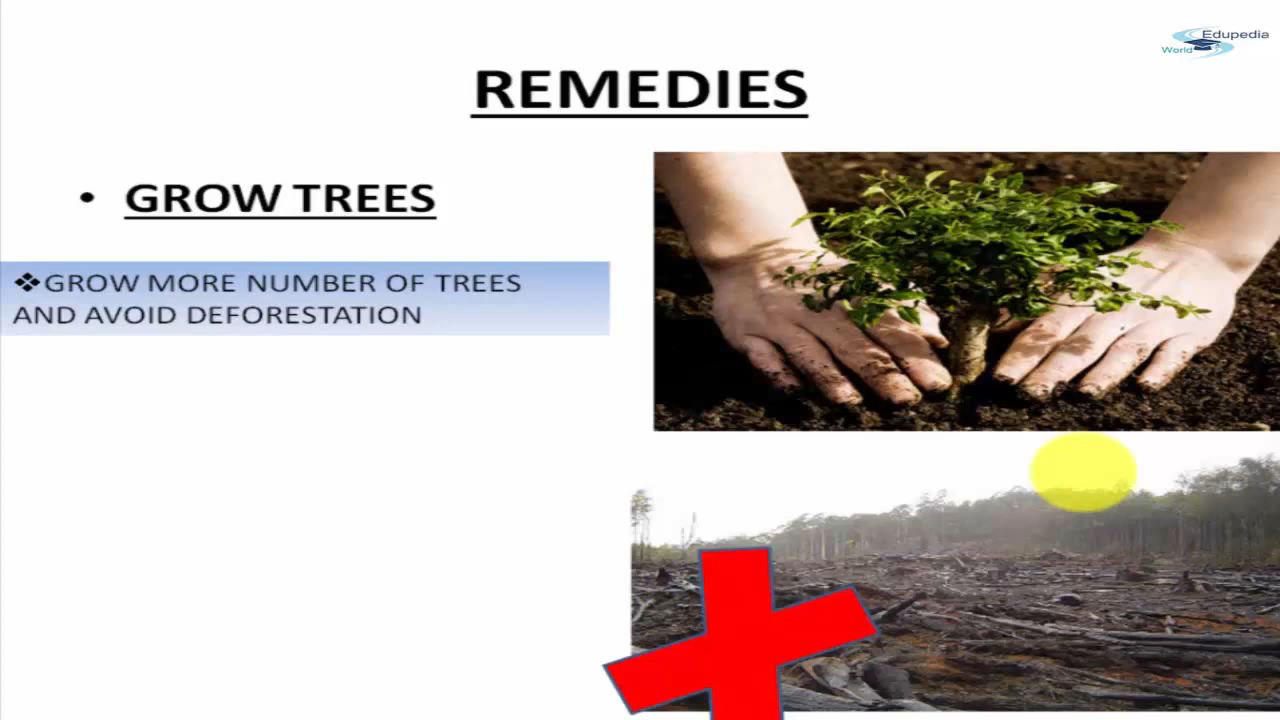 Edupedia
World
REMEDIES
• GROW TREES
❖GROW MORE NUMBER OF TREES
AND AVOID DEFORESTATION